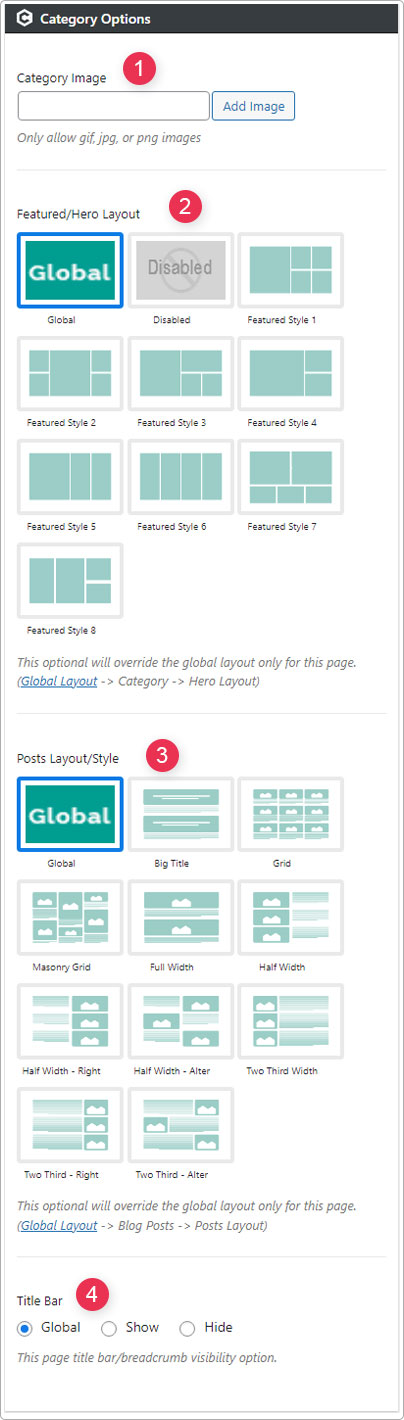 Category Options
Category Image 1
Add Image
Only allow gif, jpg, or png images
Featured/Hero Layout 2
Global Disabled
Global Disabled Featured Style 1
Featured Style 2 Featured Style 3 Featured Style 4
Featured Style 5 Featured Style 6 Featured Style 7
Featured Style 8
This optional will override the global layout only for this page.
(Global Layout -> Category -> Hero Layout)
Posts Layout/Style 3
Global
Global Big Title Grid
Masonry Grid Full Width Half Width
Half Width - Right Half Width - Alter Two Third Width
Two Third - Right Two Third - Alter
This optional will override the global layout only for this page.
(Global Layout -> Blog Posts -> Posts Layout)
Title Bar 4
Global Show Hide
This page title bar/breadcrumb visibility option.